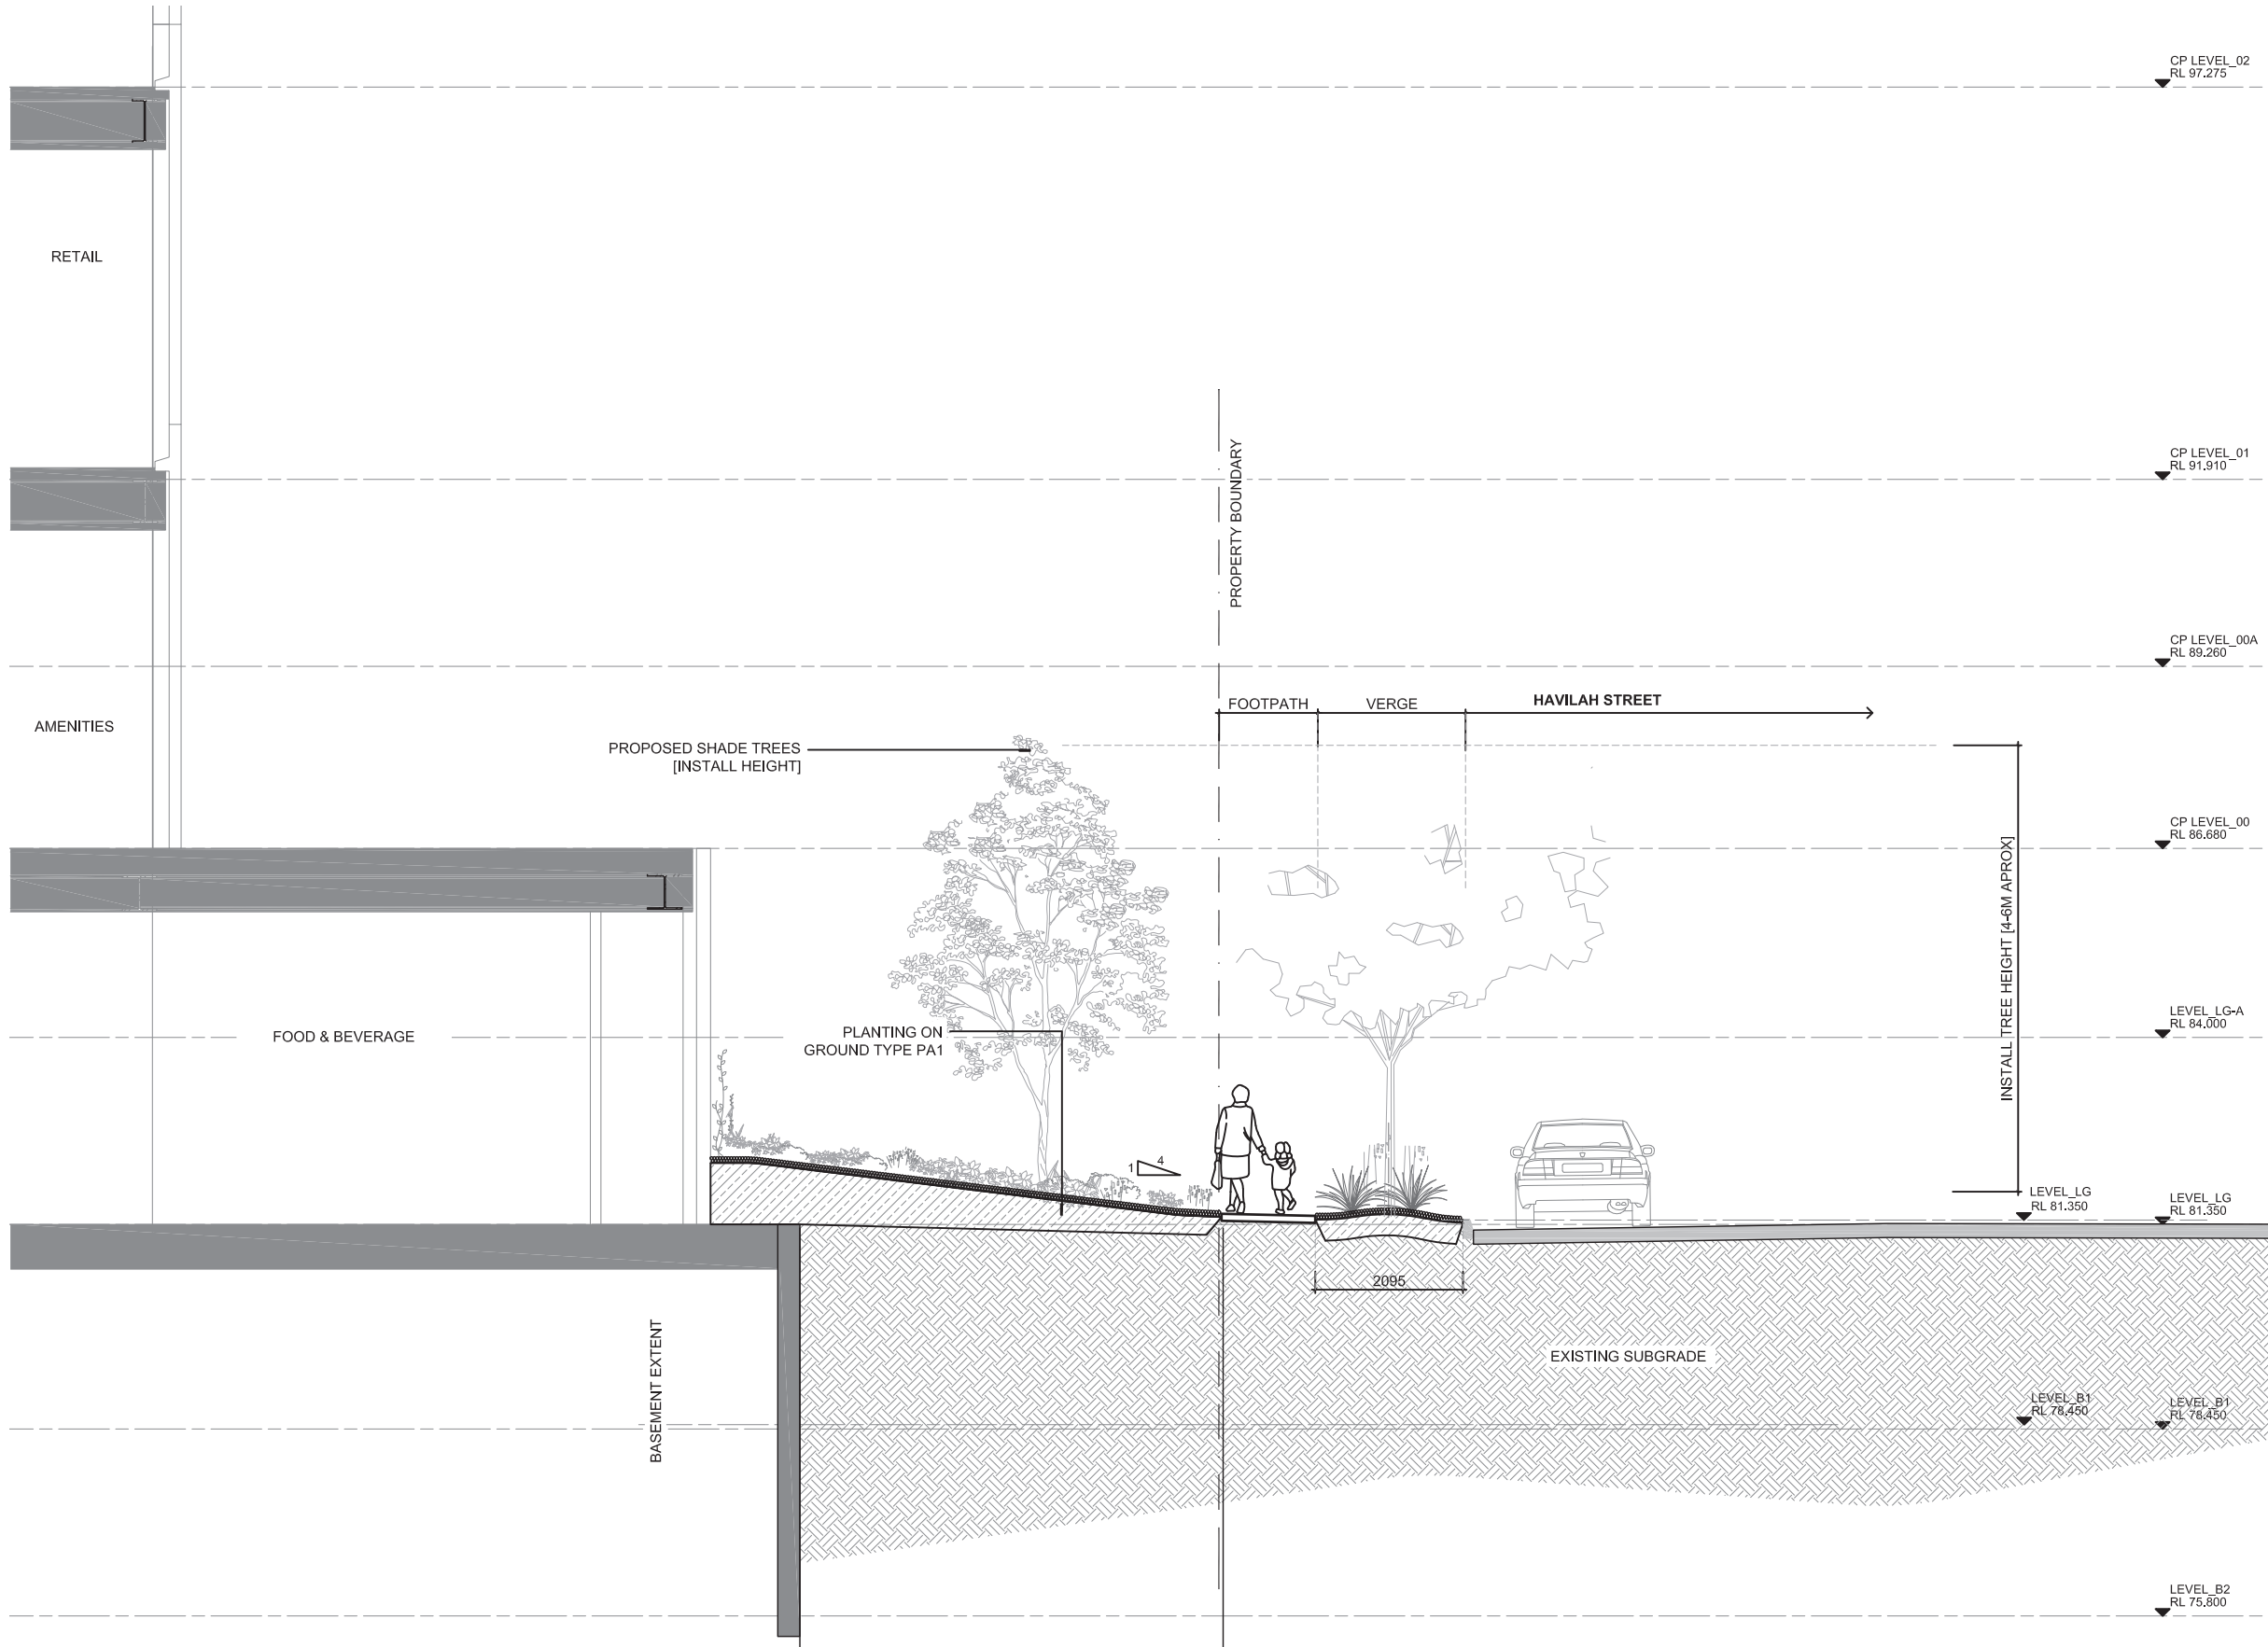 CP LEVEL_02
RL 97.275
RETAIL
PROPERTY BOUNDARY
CP LEVEL_01
RL 91.910
CP LEVEL_00A
RL 89.260
FOOTPATH
VERGE
HAVILAH STREET
AMENITIES
PROPOSED SHADE TREES
[INSTALL HEIGHT]
CP LEVEL_00
RL 86.680
INSTALL TREE HEIGHT [4-6M APROX]
FOOD & BEVERAGE
PLANTING ON
GROUND TYPE PA1
LEVEL_LG-A
RL 84.000
1
4
LEVEL_LG
RL 81.350
LEVEL_LG
RL 81.350
2095
BASEMENT EXTENT
EXISTING SUBGRADE
LEVEL_B1
RL 78.450
LEVEL_B1
RL 78.450
LEVEL_B2
RL 75.800